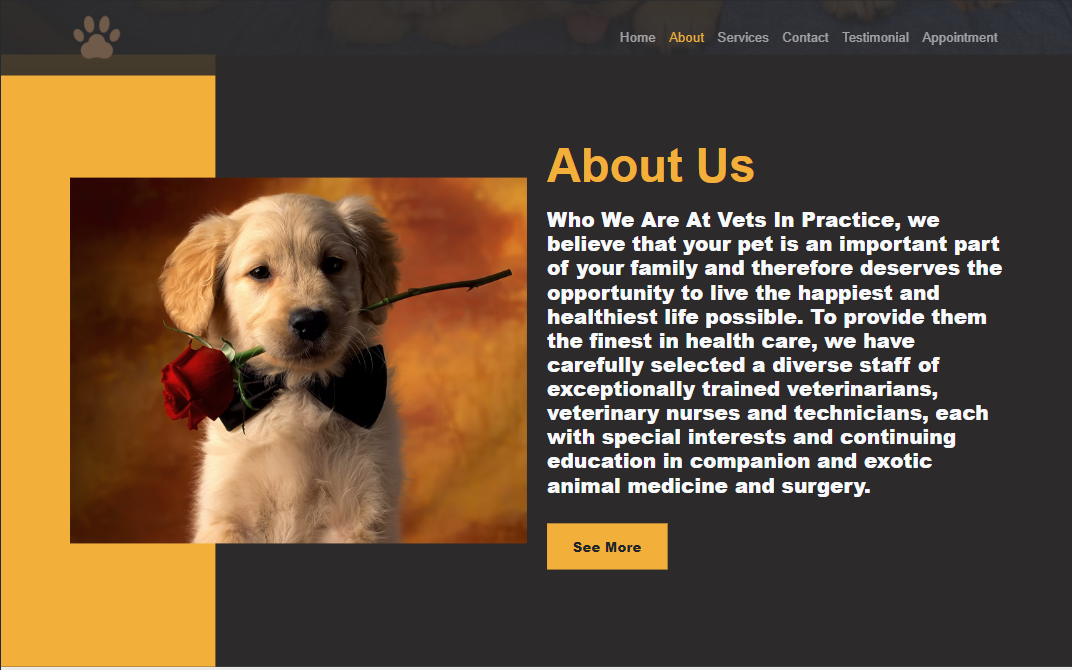 Home About Services Contact Testimonial Appointment
About Us
Who We Are At Vets In Practice, we
believe that your pet is an important part
of your family and therefore deserves the
opportunity to live the happiest and
healthiest life possible. To provide them
the finest in health care, we have
carefully selected a diverse staff of
exceptionally trained veterinarians,
veterinary nurses and technicians, each
with special interests and continuing
education in companion and exotic
animal medicine and surgery.
See More